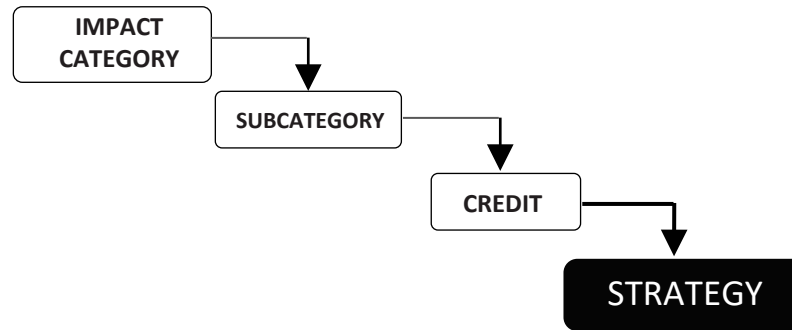 IMPACT
CATEGORY
SUBCATEGORY
CREDIT
STRATEGY